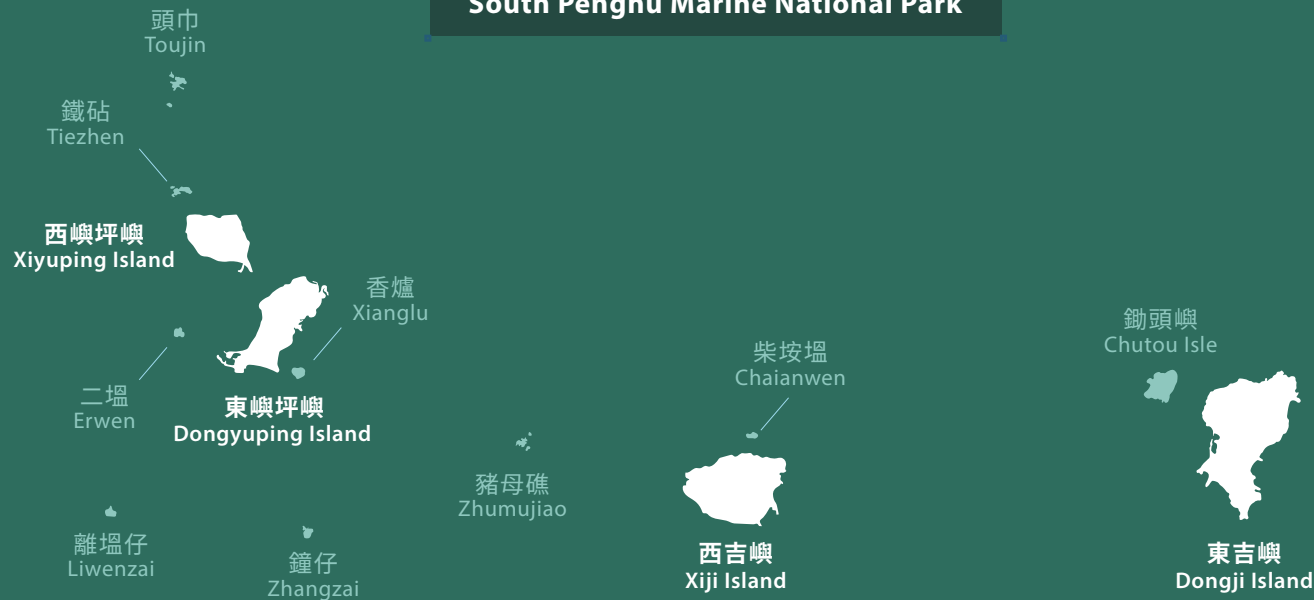 South Penghu Marine National Park
頭巾
Toujin
鐵砧
Tiezhen
西嶼坪嶼
Xiyuping Island
香爐
Xianglu
鋤頭嶼
Chutou Isle
柴垵塭
Chaianwen
二塭
Erwen
東嶼坪嶼
Dongyuping Island
豬母礁
Zhumujiao
離塭仔
Liwenzai
鐘仔
Zhangzai
西吉嶼
Xiji Island
東吉嶼
Dongji Island